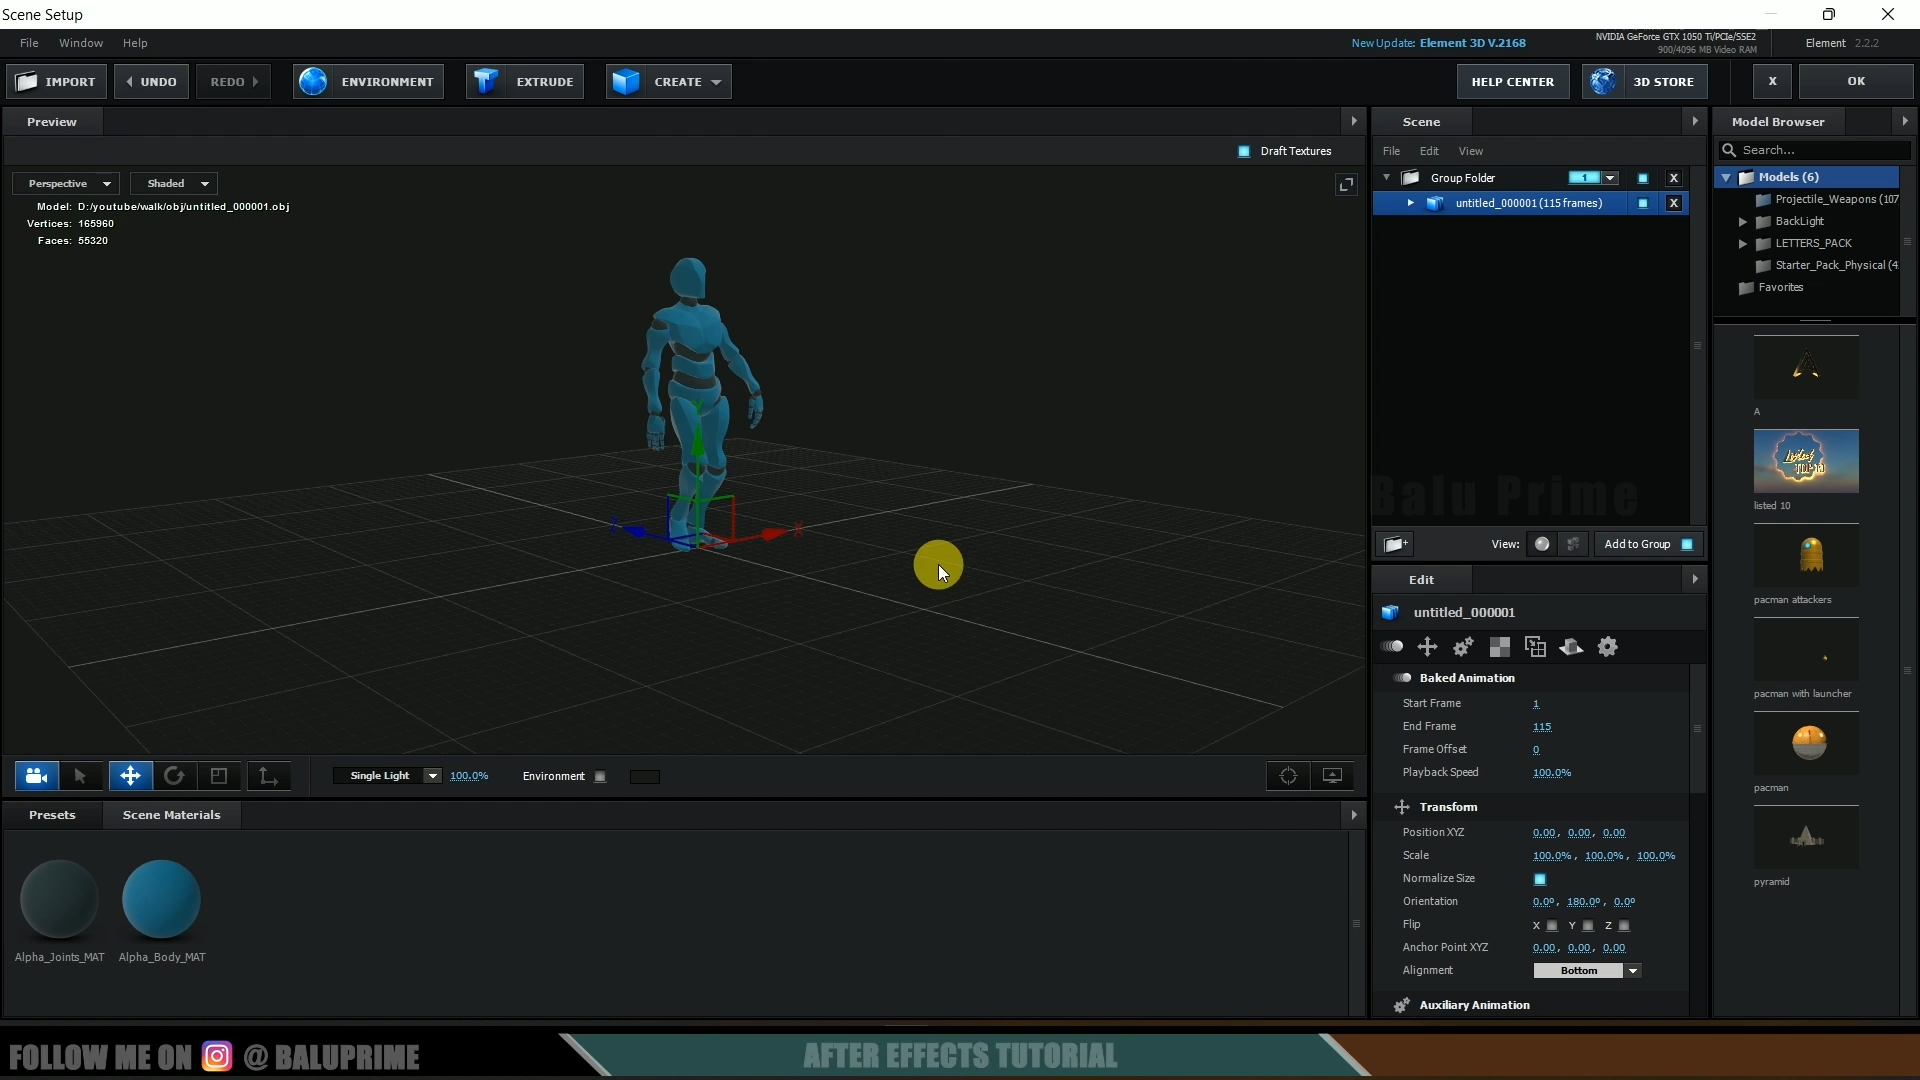 Scene Setup
File Window Help
New Update: Element 3D V.2168
NVIDIA GeForce GTX 1050 Ti/PCIe/SSE2
900/4096 MB Video RAM
Element 2.2.2
IMPORT UNDO REDO ENVIRONMENT EXTRUDE CREATE
HELP CENTER 3D STORE X OK
Preview
Draft Textures
Perspective Shaded
Model: D:/youtube/walk/obj/untitled_000001.obj
Vertices: 165960
Faces: 55320
Y
Z
X
Single Light 100.0% Environment
Presets Scene Materials
Alpha_Joints_MAT Alpha_Body_MAT
Scene
File Edit View
Group Folder 1 X
untitled_000001 (115 frames) X
Balu Prime
View: Add to Group
Edit
untitled_000001
Baked Animation
Start Frame 1
End Frame 115
Frame Offset 0
Playback Speed 100.0%
Transform
Position XYZ 0.00, 0.00, 0.00
Scale 100.0%, 100.0%, 100.0%
Normalize Size
Orientation 0.0º, 180.0º, 0.0º
Flip X Y Z
Anchor Point XYZ 0.00, 0.00, 0.00
Alignment Bottom
Auxiliary Animation
Model Browser
Search...
Models (6)
Projectile_Weapons (107
BackLight
LETTERS_PACK
Starter_Pack_Physical (4
Favorites
A
listed 10
pacman attackers
pacman with launcher
pacman
pyramid
FOLLOW ME ON @ BALUPRIME
AFTER EFFECTS TUTORIAL